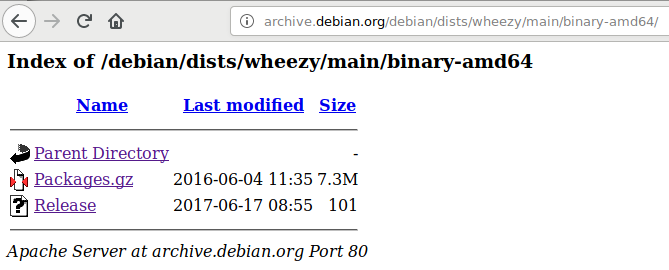 archive.debian.org/debian/dists/wheezy/main/binary-amd64/
Index of /debian/dists/wheezy/main/binary-amd64
Name Last modified Size
Parent Directory -
Packages.gz 2016-06-04 11:35 7.3M
Release 2017-06-17 08:55 101
Apache Server at archive.debian.org Port 80